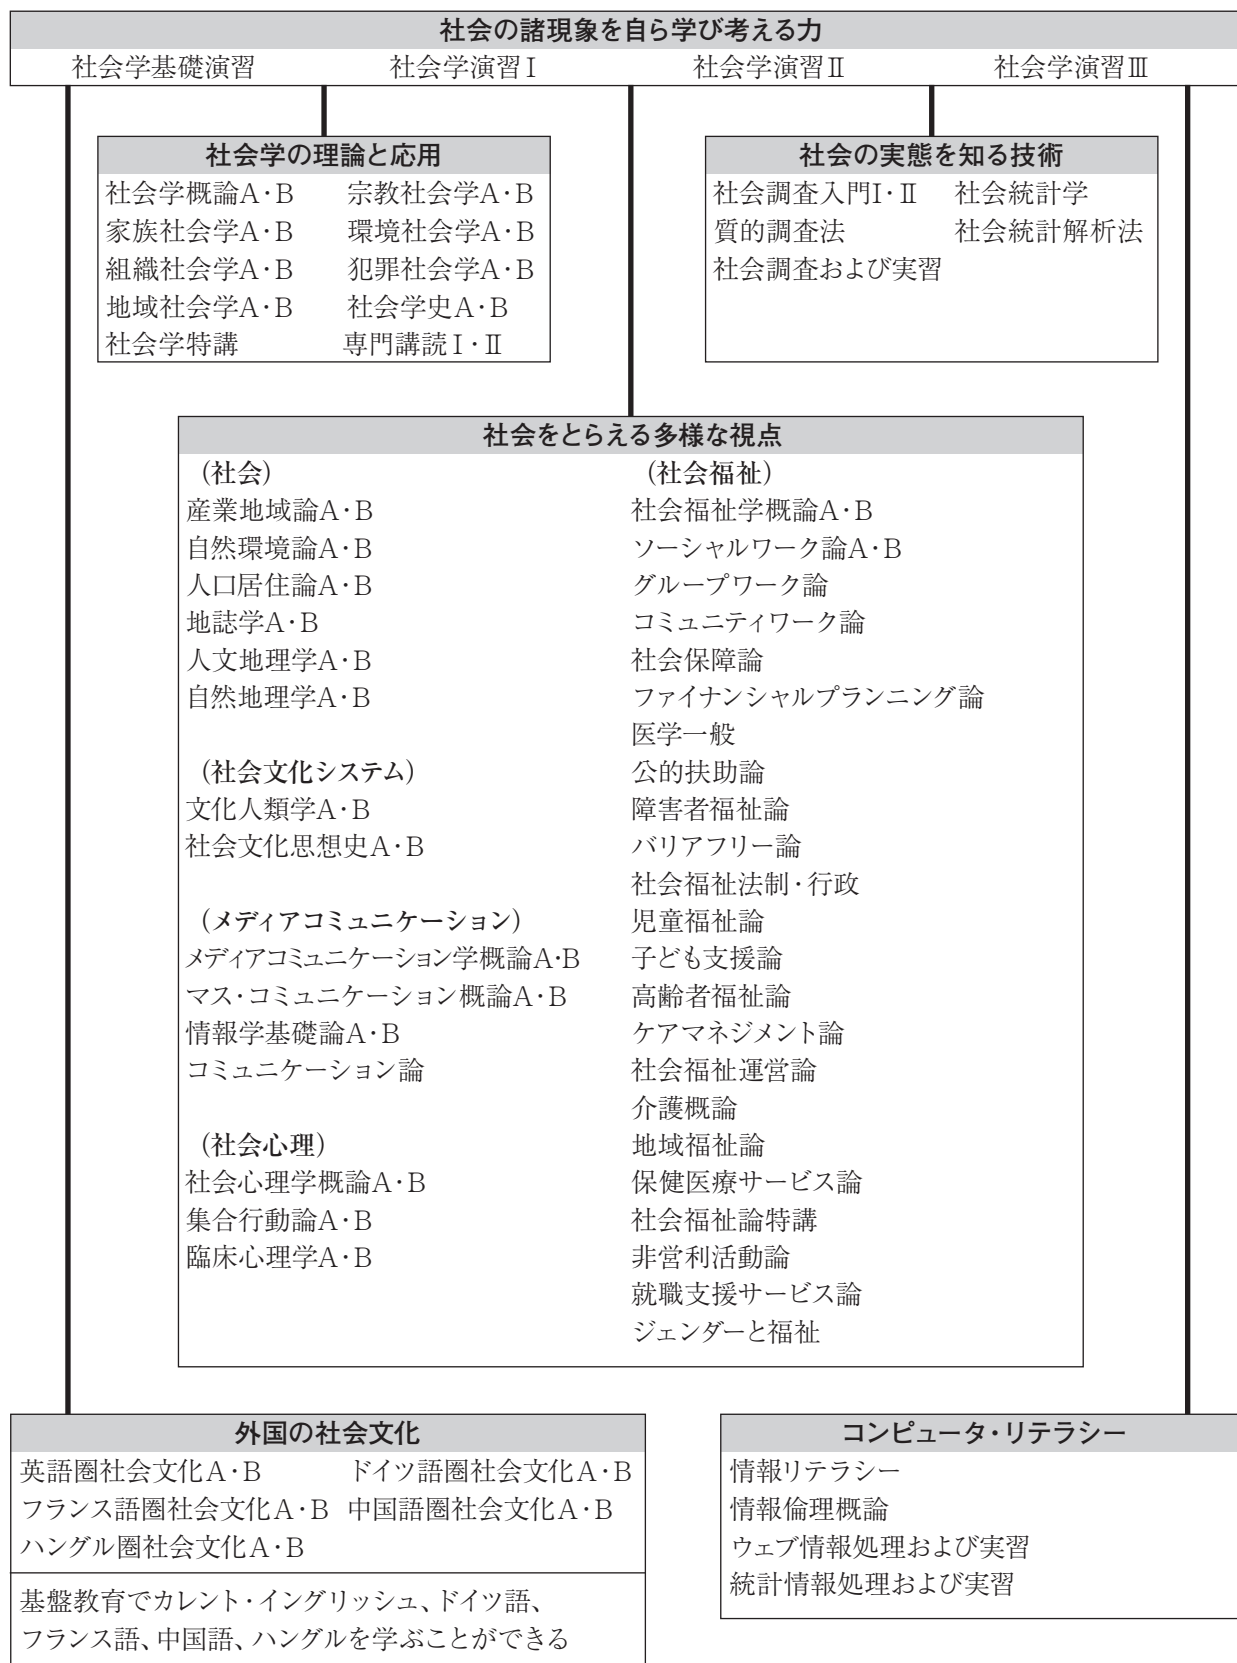 社会の諸現象を自ら学び考える力
社会学基礎演習 社会学演習Ⅰ 社会学演習Ⅱ 社会学演習Ⅲ
社会学の理論と応用
社会学概論A・B 宗教社会学A・B
家族社会学A・B 環境社会学A・B
組織社会学A・B 犯罪社会学A・B
地域社会学A・B 社会学史A・B
社会学特講 専門講読Ⅰ・Ⅱ
社会の実態を知る技術
社会調査入門I・Ⅱ 社会統計学
質的調査法 社会統計解析法
社会調査および実習
社会をとらえる多様な視点
（社会）
産業地域論A・B
自然環境論A・B
人口居住論A・B
地誌学A・B
人文地理学A・B
自然地理学A・B
（社会文化システム）
文化人類学A・B
社会文化思想史A・B
（メディアコミュニケーション）
メディアコミュニケーション学概論A・B
マス・コミュニケーション概論A・B
情報学基礎論A・B
コミュニケーション論
（社会心理）
社会心理学概論A・B
集合行動論A・B
臨床心理学A・B
（社会福祉）
社会福祉学概論A・B
ソーシャルワーク論A・B
グループワーク論
コミュニティワーク論
社会保障論
ファイナンシャルプランニング論
医学一般
公的扶助論
障害者福祉論
バリアフリー論
社会福祉法制・行政
児童福祉論
子ども支援論
高齢者福祉論
ケアマネジメント論
社会福祉運営論
介護概論
地域福祉論
保健医療サービス論
社会福祉論特講
非営利活動論
就職支援サービス論
ジェンダーと福祉
外国の社会文化
英語圏社会文化A・B ドイツ語圏社会文化A・B
フランス語圏社会文化A・B 中国語圏社会文化A・B
ハングル圏社会文化A・B
基盤教育でカレント・イングリッシュ、ドイツ語、
フランス語、中国語、ハングルを学ぶことができる
コンピュータ・リテラシー
情報リテラシー
情報倫理概論
ウェブ情報処理および実習
統計情報処理および実習